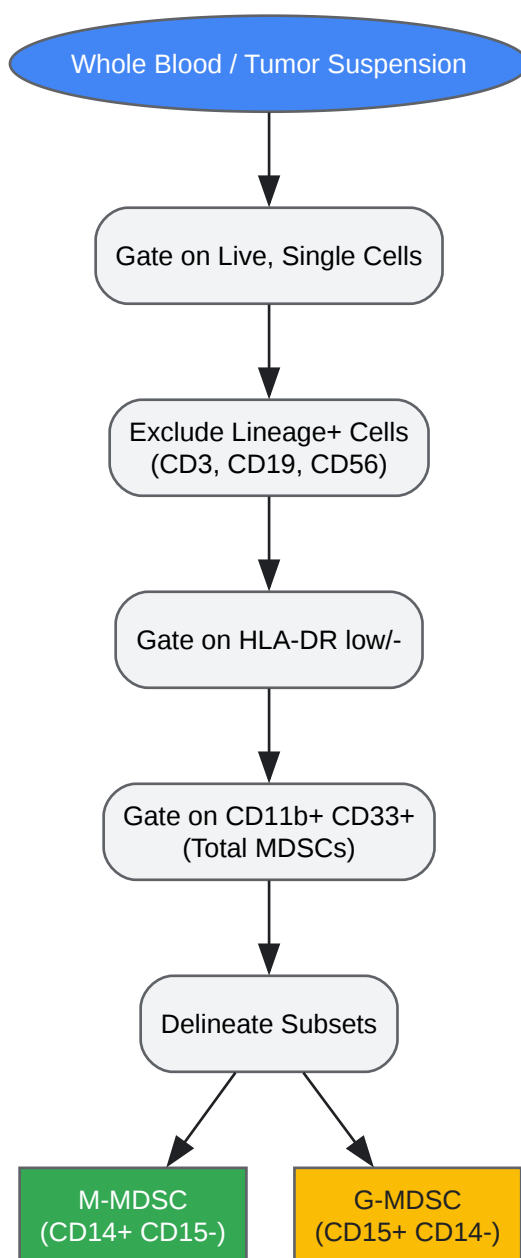 Whole Blood / Tumor Suspension
Gate on Live, Single Cells
Exclude Lineage+ Cells
(CD3, CD19, CD56)
Gate on HLA-DR low/-
Gate on CD11b+ CD33+
(Total MDSCs)
Delineate Subsets
M-MDSC
(CD14+ CD15-)
G-MDSC
(CD15+ CD14-)